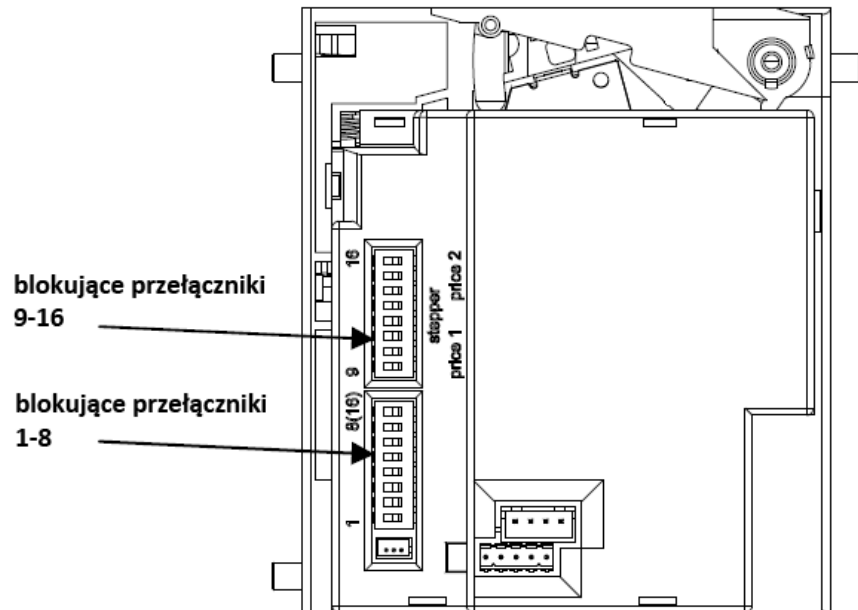 blokujące przełączniki
9-16
blokujące przełączniki
1-8
16
9
8(16)
1
stepper
price 1 price 2